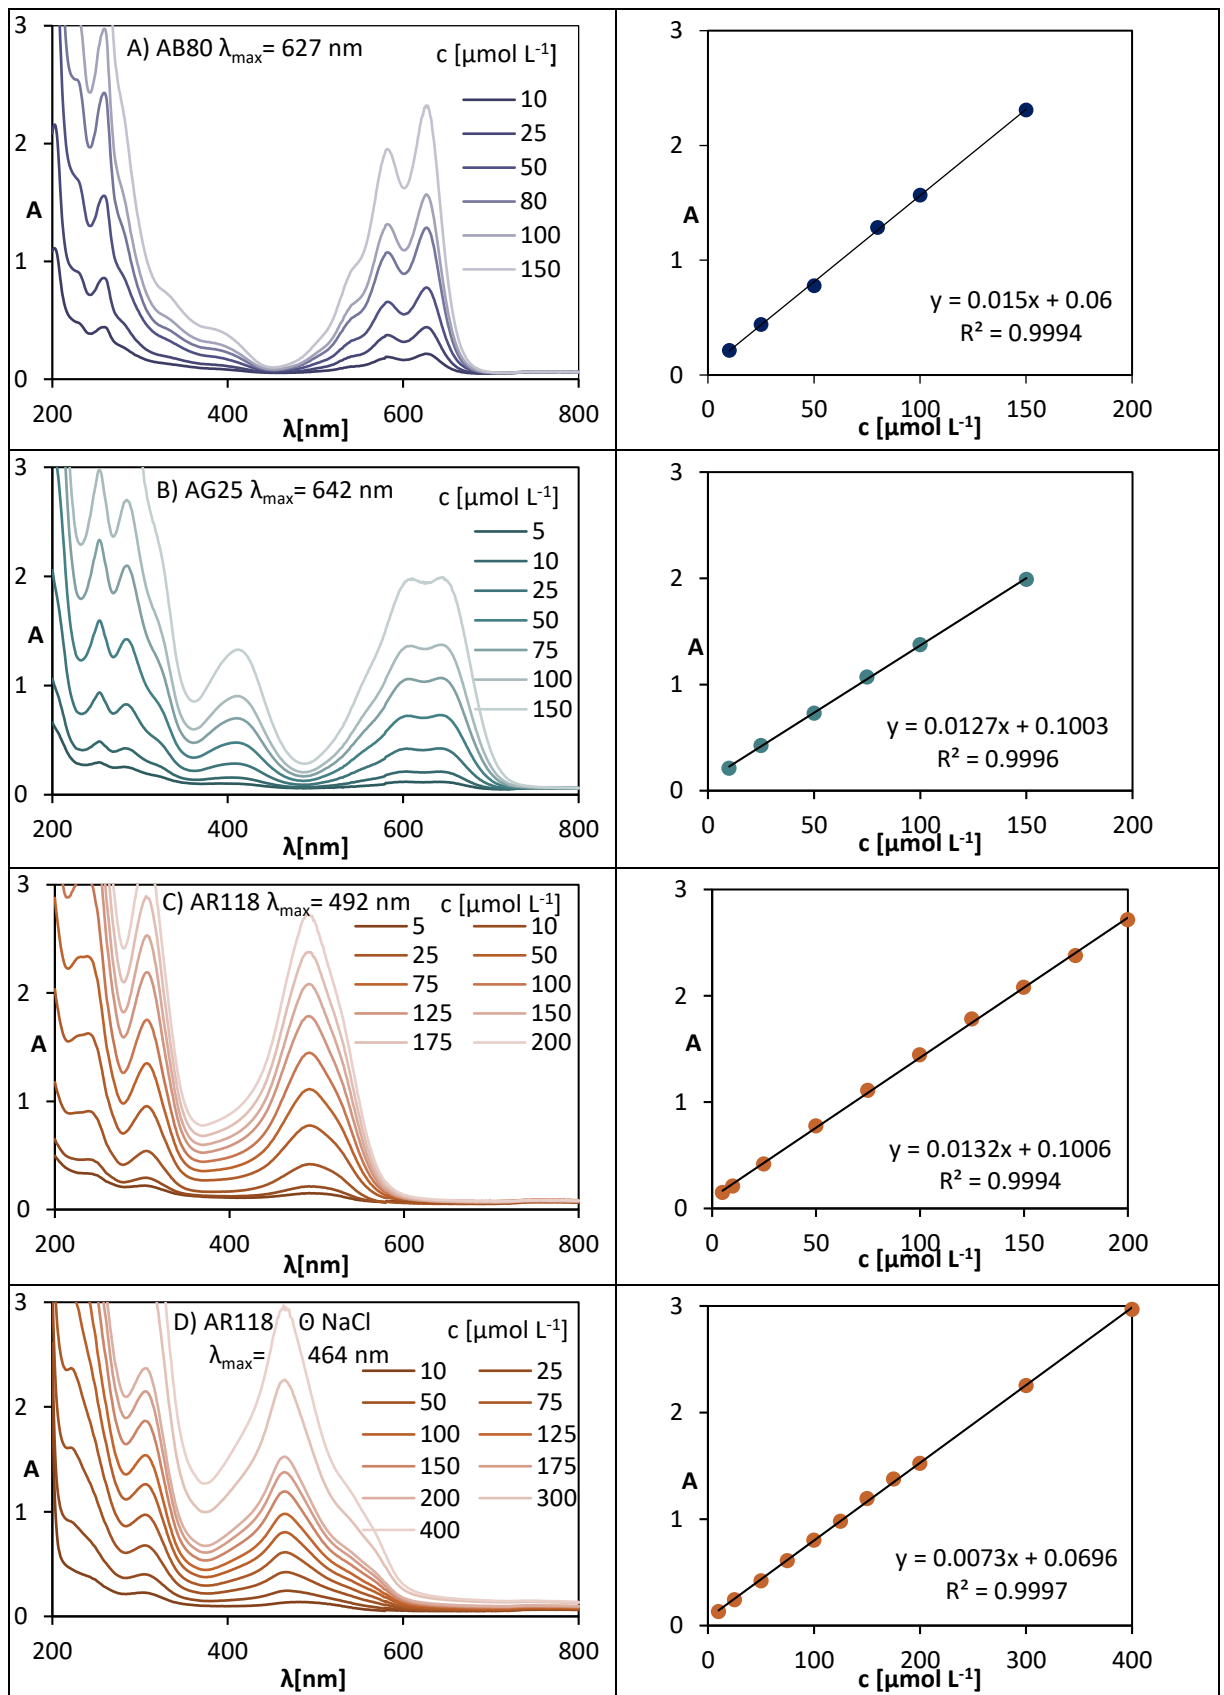 A) AB80 λmax= 627 nm
c [µmol L-1]
10
25
50
80
100
150
3
2
1
0
A
200 400 600 800
λ[nm]
3
2
1
0
A
y = 0.015x + 0.06
R² = 0.9994
0 50 100 150 200
c [µmol L-1]
B) AG25 λmax= 642 nm
c [µmol L-1]
5
10
25
50
75
100
150
3
2
1
0
A
200 400 600 800
λ[nm]
3
2
1
0
A
y = 0.0127x + 0.1003
R² = 0.9996
0 50 100 150 200
c [µmol L-1]
C) AR118 λmax= 492 nm
c [µmol L-1]
5 10
25 50
75 100
125 150
175 200
3
2
1
0
A
200 400 600 800
λ[nm]
3
2
1
0
A
y = 0.0132x + 0.1006
R² = 0.9994
0 50 100 150 200
c [µmol L-1]
D) AR118 ʘ NaCl
λmax= 464 nm
c [µmol L-1]
10 25
50 75
100 125
150 175
200 300
400
3
2
1
0
A
200 400 600 800
λ[nm]
3
2
1
0
A
y = 0.0073x + 0.0696
R² = 0.9997
0 100 200 300 400
c [µmol L-1]